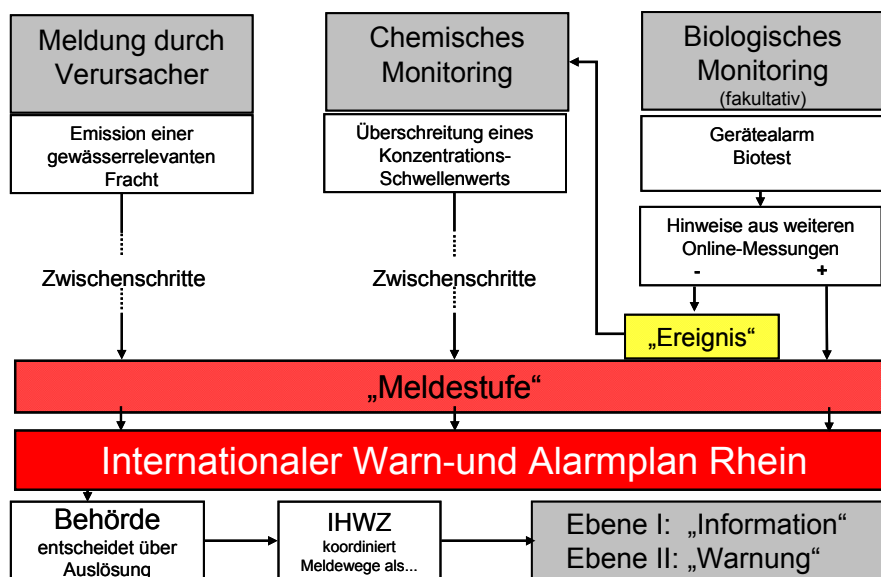 Meldung durch
Verursacher
Emission einer
gewässerrelevanten
Fracht
Zwischenschritte
Chemisches
Monitoring
Überschreitung eines
Konzentrations-
Schwellenwerts
Zwischenschritte
Biologisches
Monitoring
(fakultativ)
Gerätealarm
Biotest
Hinweise aus weiteren
Online-Messungen
- +
„Ereignis“
„Meldestufe“
Internationaler Warn-und Alarmplan Rhein
Behörde
entscheidet über
Auslösung
IHWZ
koordiniert
Meldewege als...
Ebene I: „Information“
Ebene II: „Warnung“